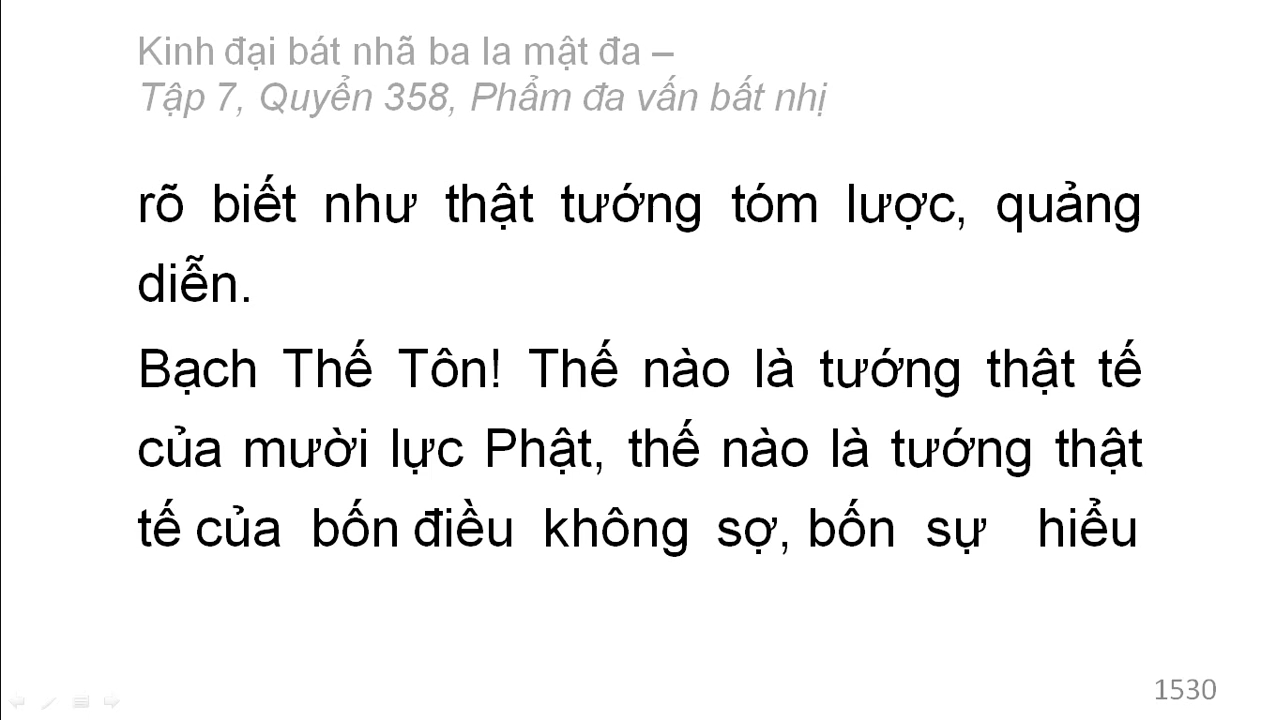 Kinh đại bát nhã ba la mật đa –
Tập 7, Quyển 358, Phẩm đa vấn bất nhị
rõ biết như thật tướng tóm lược, quảng
diễn.
Bạch Thế Tôn! Thế nào là tướng thật tế
của mười lực Phật, thế nào là tướng thật
tế của bốn điều không sợ, bốn sự hiểu
1530